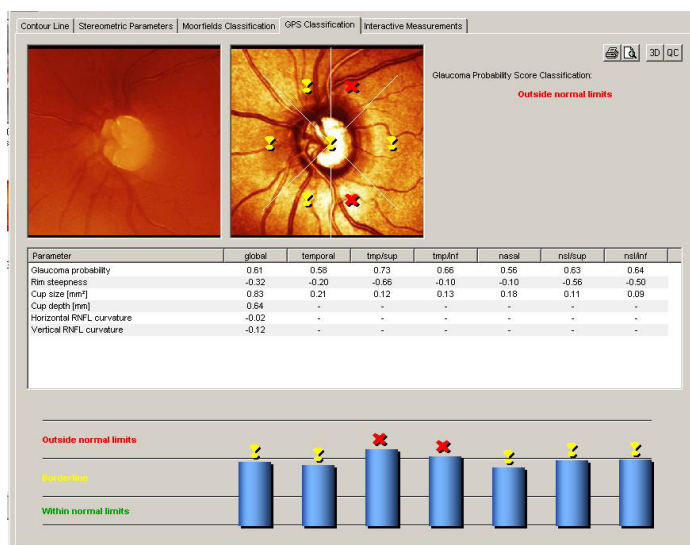 Contour Line Stereometric Parameters Moorfields Classification GPS Classification Interactive Measurements
3D QC
Glaucoma Probability Score Classification:
Outside normal limits
Parameter global temporal tmp/sup tmp/inf nasal nsl/sup nsl/inf
Glaucoma probability 0.61 0.58 0.73 0.66 0.56 0.63 0.64
Rim steepness -0.32 -0.20 -0.66 -0.10 -0.10 -0.56 -0.50
Cup size [mm²] 0.83 0.21 0.12 0.13 0.18 0.11 0.09
Cup depth [mm] 0.64 - - - - - -
Horizontal RNFL curvature -0.02 - - - - - -
Vertical RNFL curvature -0.12 - - - - - -
Outside normal limits
Borderline
Within normal limits